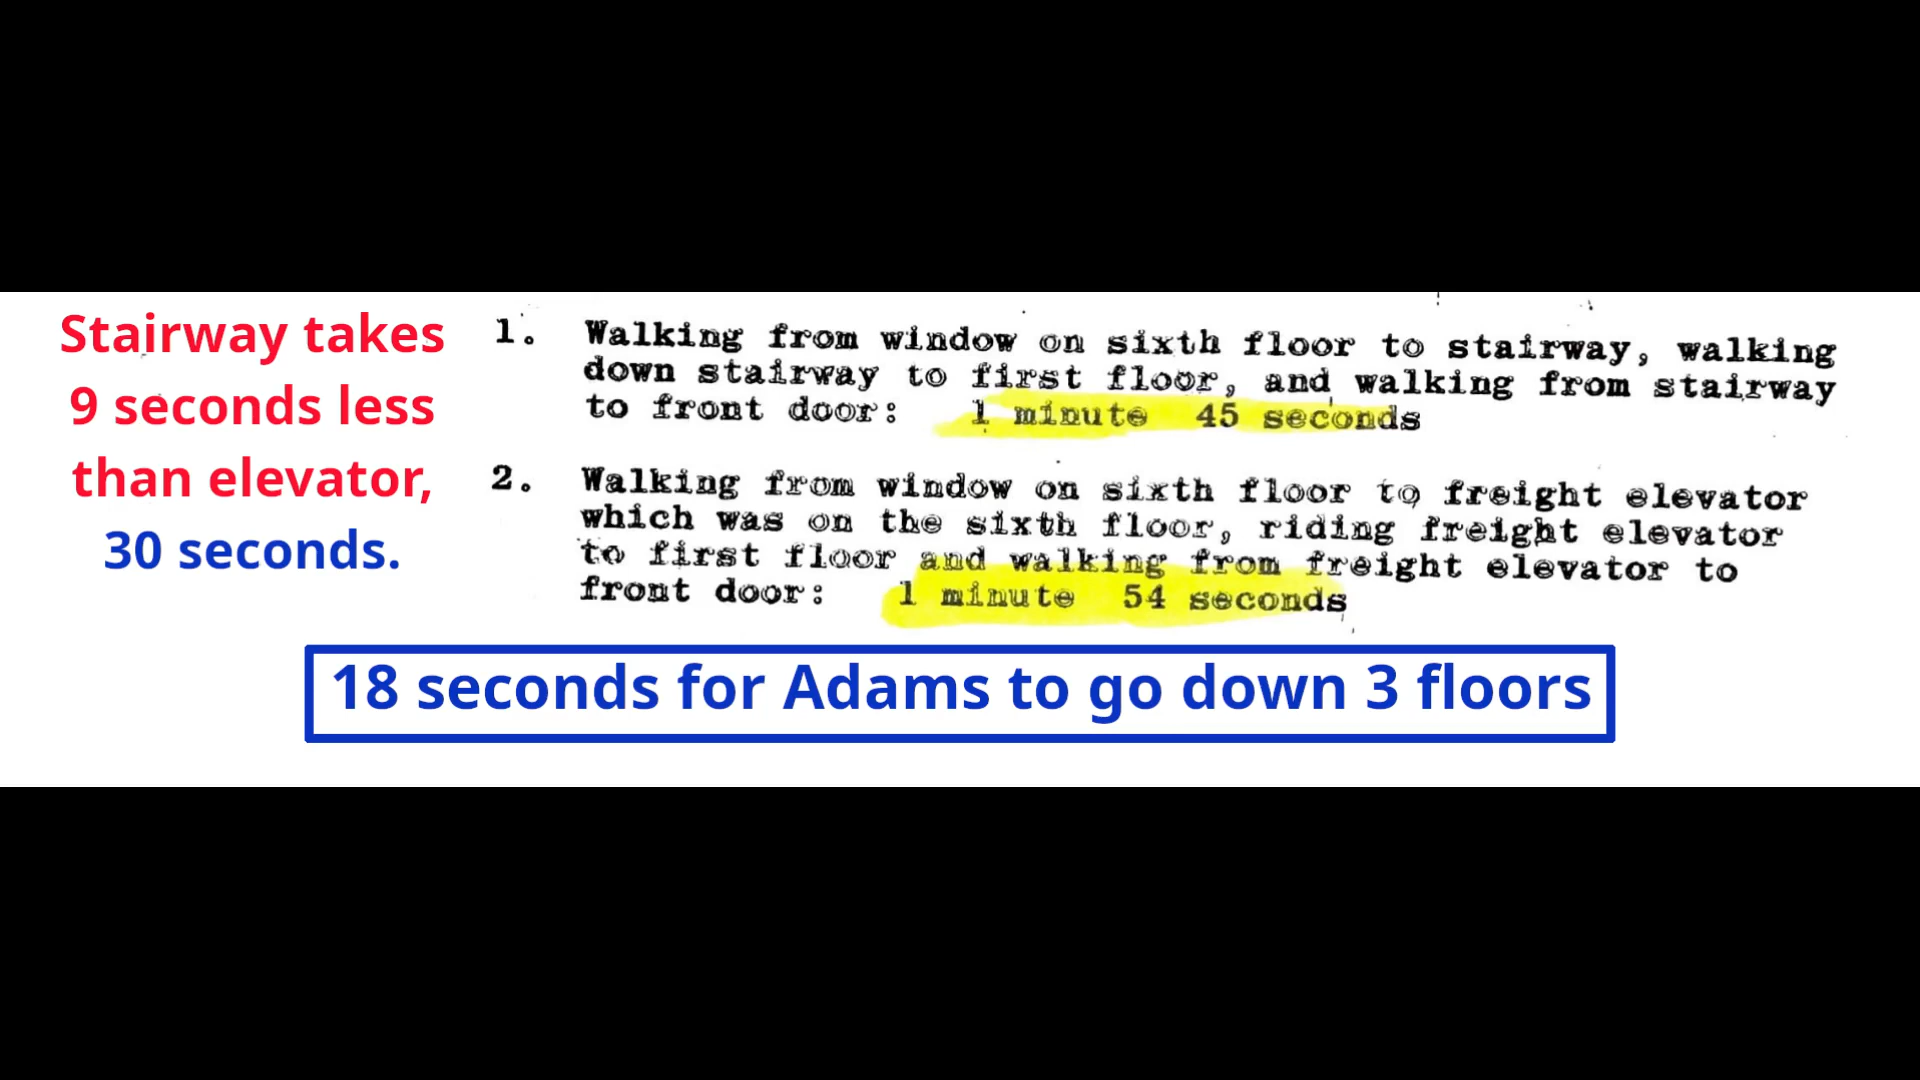 Stairway takes
9 seconds less
than elevator,
30 seconds.
1. Walking from window on sixth floor to stairway, walking
down stairway to first floor, and walking from stairway
to front door: 1 minute 45 seconds
2. Walking from window on sixth floor to freight elevator
which was on the sixth floor, riding freight elevator
to first floor and walking from freight elevator to
front door: 1 minute 54 seconds
18 seconds for Adams to go down 3 floors